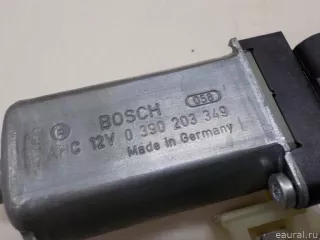 BOSCH
058
C 12V 0 390 203 349
Made in Germany
eaural.ru